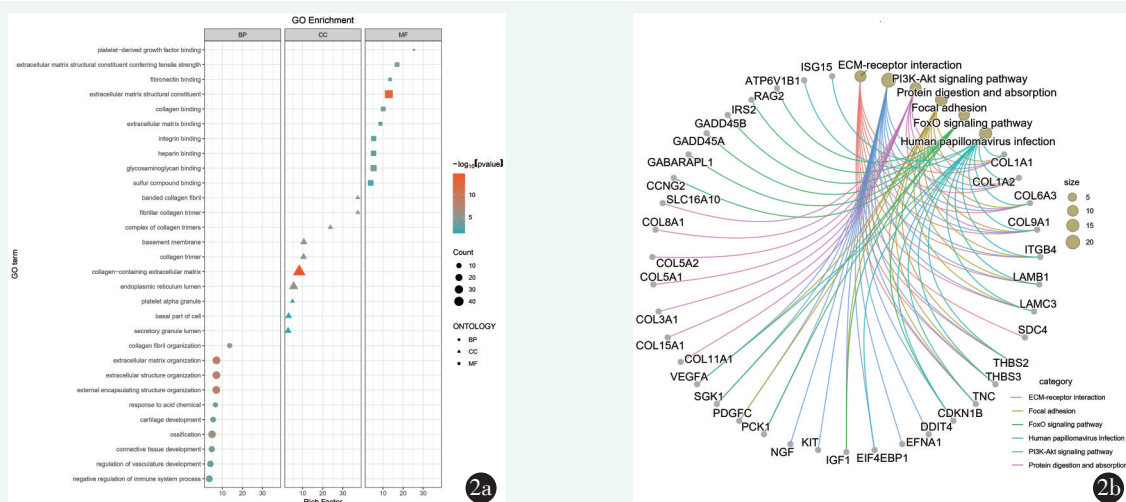 GO Enrichment
BP
CC
MF
platelet-derived growth factor binding
extracellular matrix structural constituent conferring tensile strength
fibronectin binding
extracellular matrix structural constituent
collagen binding
extracellular matrix binding
integrin binding
heparin binding
glycosaminoglycan binding
sulfur compound binding
banded collagen fibril
fibrillar collagen trimer
complex of collagen trimers
basement membrane
collagen trimer
collagen-containing extracellular matrix
endoplasmic reticulum lumen
platelet alpha granule
basal part of cell
secretory granule lumen
collagen fibril organization
extracellular matrix organization
extracellular structure organization
external encapsulating structure organization
response to acid chemical
cartilage development
ossification
connective tissue development
regulation of vasculature development
negative regulation of immune system process
GO term
10 20 30 10 20 30 10 20 30
Rich Factor
−log10[pvalue]
10
5
Count
10
20
30
40
ONTOLOGY
BP
CC
MF
2a
ECM-receptor interaction
PI3K-Akt signaling pathway
Protein digestion and absorption
Focal adhesion
FoxO signaling pathway
Human papillomavirus infection
COL1A1
COL1A2
COL6A3
COL9A1
ITGB4
LAMB1
LAMC3
SDC4
THBS2
THBS3
TNC
CDKN1B
DDIT4
EFNA1
EIF4EBP1
IGF1
KIT
NGF
PCK1
PDGFC
SGK1
VEGFA
COL11A1
COL15A1
COL3A1
COL5A1
COL5A2
COL8A1
SLC16A10
CCNG2
GABARAPL1
GADD45A
GADD45B
IRS2
RAG2
ATP6V1B1
ISG15
size
5
10
15
20
category
ECM-receptor interaction
Focal adhesion
FoxO signaling pathway
Human papillomavirus infection
PI3K-Akt signaling pathway
Protein digestion and absorption
2b